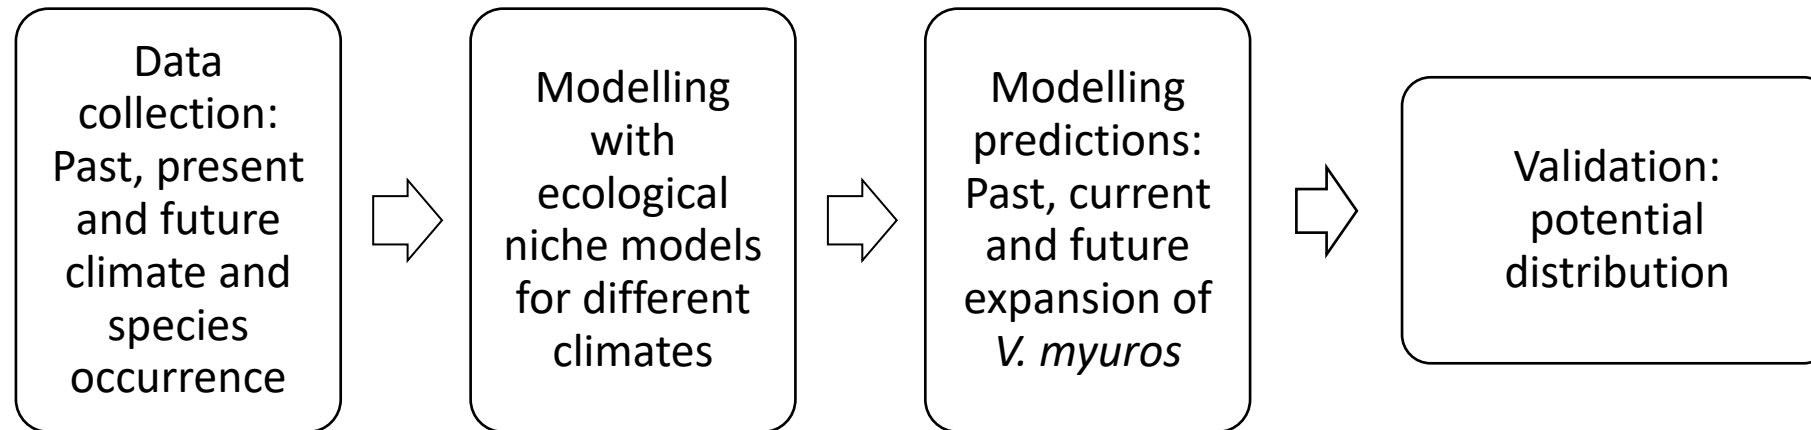 Data
collection:
Past, present
and future
climate and
species
occurrence
Modelling
with
ecological
niche models
for different
climates
Modelling
predictions:
Past, current
and future
expansion of
V. myuros
Validation:
potential
distribution